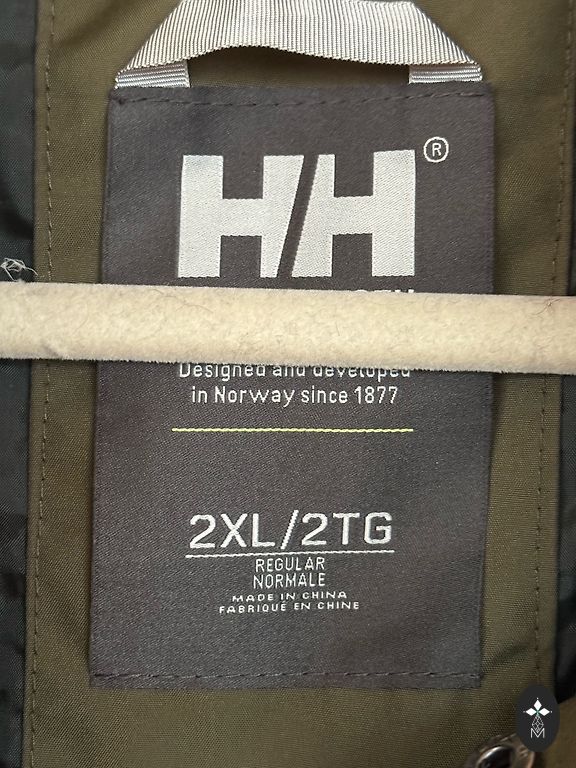 HH®
Designed and developed
in Norway since 1877
2XL/2TG
REGULAR
NORMALE
MADE IN CHINA
FABRIQUÉ EN CHINE
M